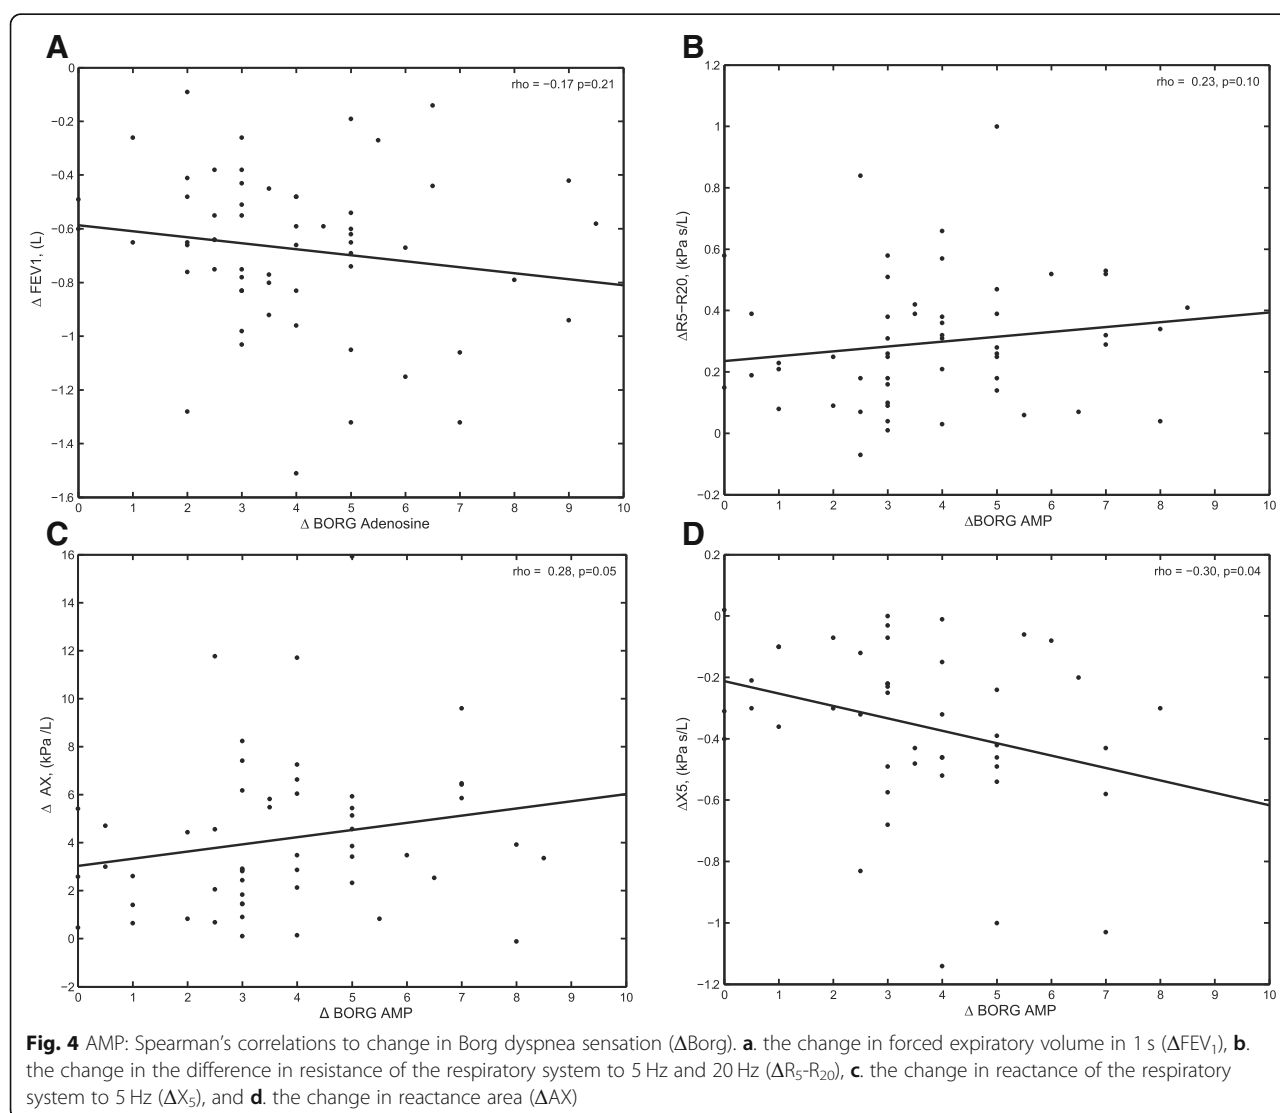 A
rho = −0.17 p=0.21
0
−0.2
−0.4
−0.6
−0.8
−1
−1.2
−1.4
−1.6
Δ FEV1, (L)
0 1 2 3 4 5 6 7 8 9 10
Δ BORG Adenosine
B
rho = 0.23, p=0.10
1.2
1
0.8
0.6
0.4
0.2
0
−0.2
ΔR5−R20, (kPa s/L)
0 1 2 3 4 5 6 7 8 9 10
ΔBORG AMP
C
rho = 0.28, p=0.05
16
14
12
10
8
6
4
2
0
−2
Δ AX, (kPa /L)
0 1 2 3 4 5 6 7 8 9 10
Δ BORG AMP
D
rho = −0.30, p=0.04
0.2
0
−0.2
−0.4
−0.6
−0.8
−1
−1.2
ΔX5, (kPa s/L)
0 1 2 3 4 5 6 7 8 9 10
Δ BORG AMP
Fig. 4 AMP: Spearman's correlations to change in Borg dyspnea sensation (ΔBorg). a. the change in forced expiratory volume in 1 s (ΔFEV₁), b.
the change in the difference in resistance of the respiratory system to 5 Hz and 20 Hz (ΔR₅-R₂₀), c. the change in reactance of the respiratory
system to 5 Hz (ΔX₅), and d. the change in reactance area (ΔAX)